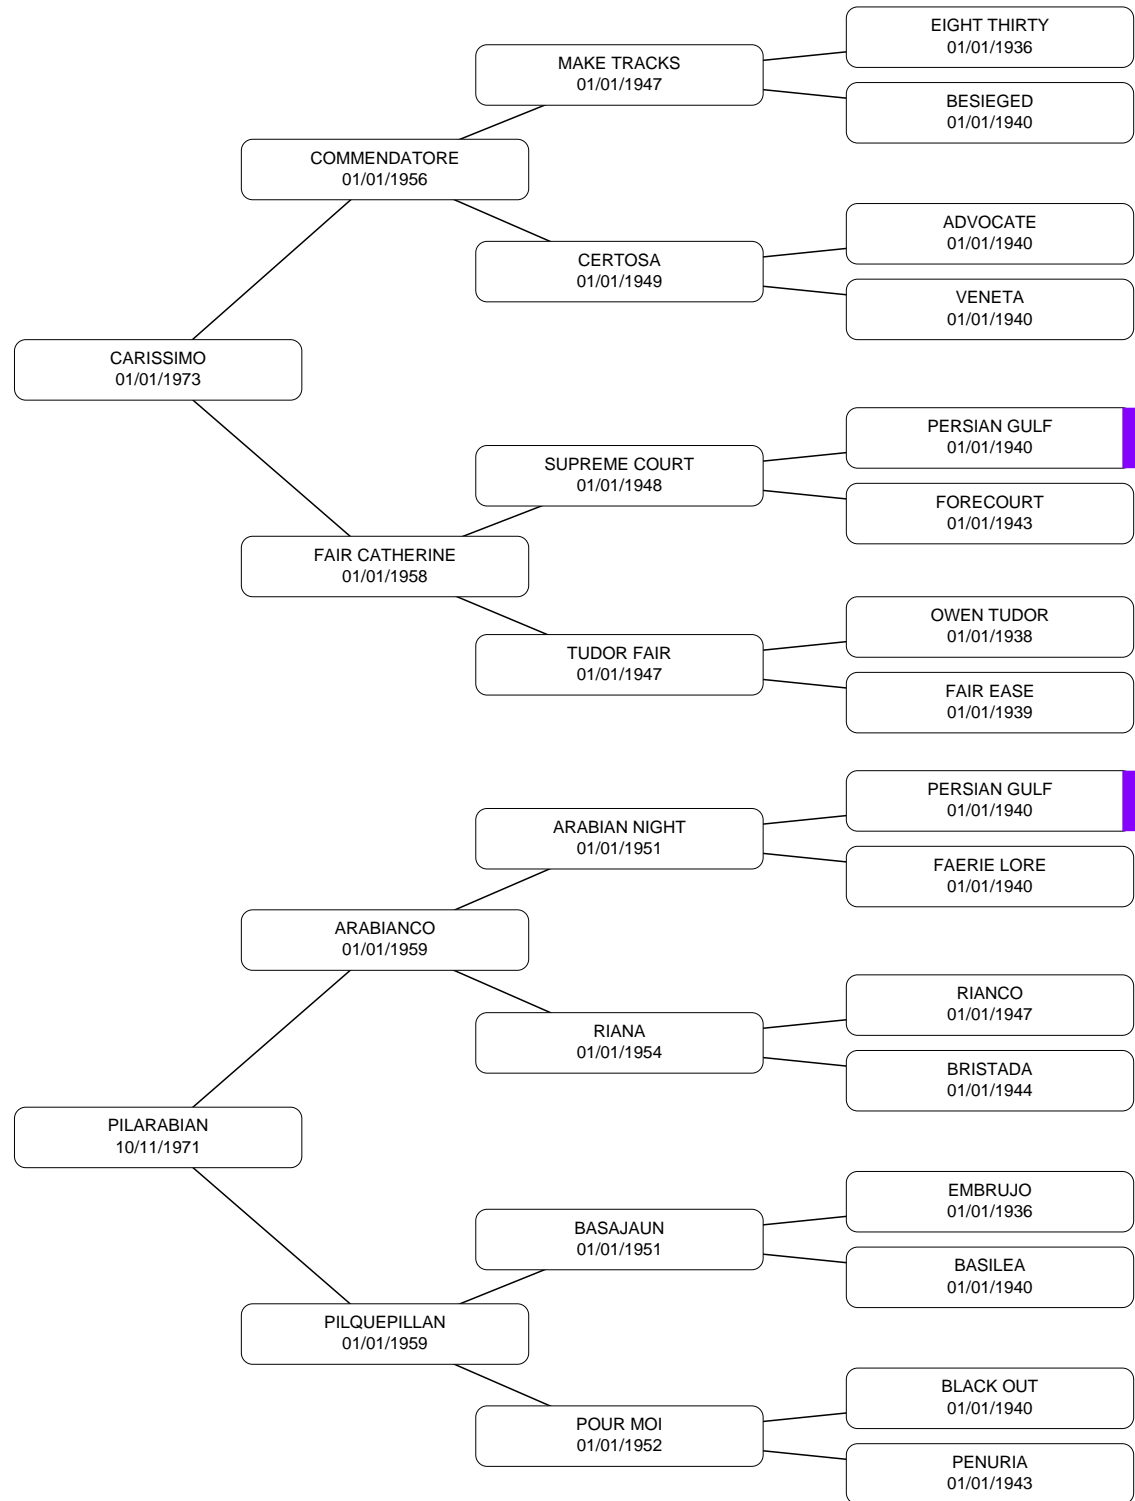 EIGHT THIRTY
01/01/1936
MAKE TRACKS
01/01/1947
BESIEGED
01/01/1940
COMMENDATORE
01/01/1956
ADVOCATE
01/01/1940
CERTOSA
01/01/1949
VENETA
01/01/1940
CARISSIMO
01/01/1973
PERSIAN GULF
01/01/1940
SUPREME COURT
01/01/1948
FORECOURT
01/01/1943
FAIR CATHERINE
01/01/1958
OWEN TUDOR
01/01/1938
TUDOR FAIR
01/01/1947
FAIR EASE
01/01/1939
PERSIAN GULF
01/01/1940
ARABIAN NIGHT
01/01/1951
FAERIE LORE
01/01/1940
ARABIANCO
01/01/1959
RIANCO
01/01/1947
RIANA
01/01/1954
BRISTADA
01/01/1944
PILARABIAN
10/11/1971
EMBRUJO
01/01/1936
BASAJAUN
01/01/1951
BASILEA
01/01/1940
PILQUEPILLAN
01/01/1959
BLACK OUT
01/01/1940
POUR MOI
01/01/1952
PENURIA
01/01/1943